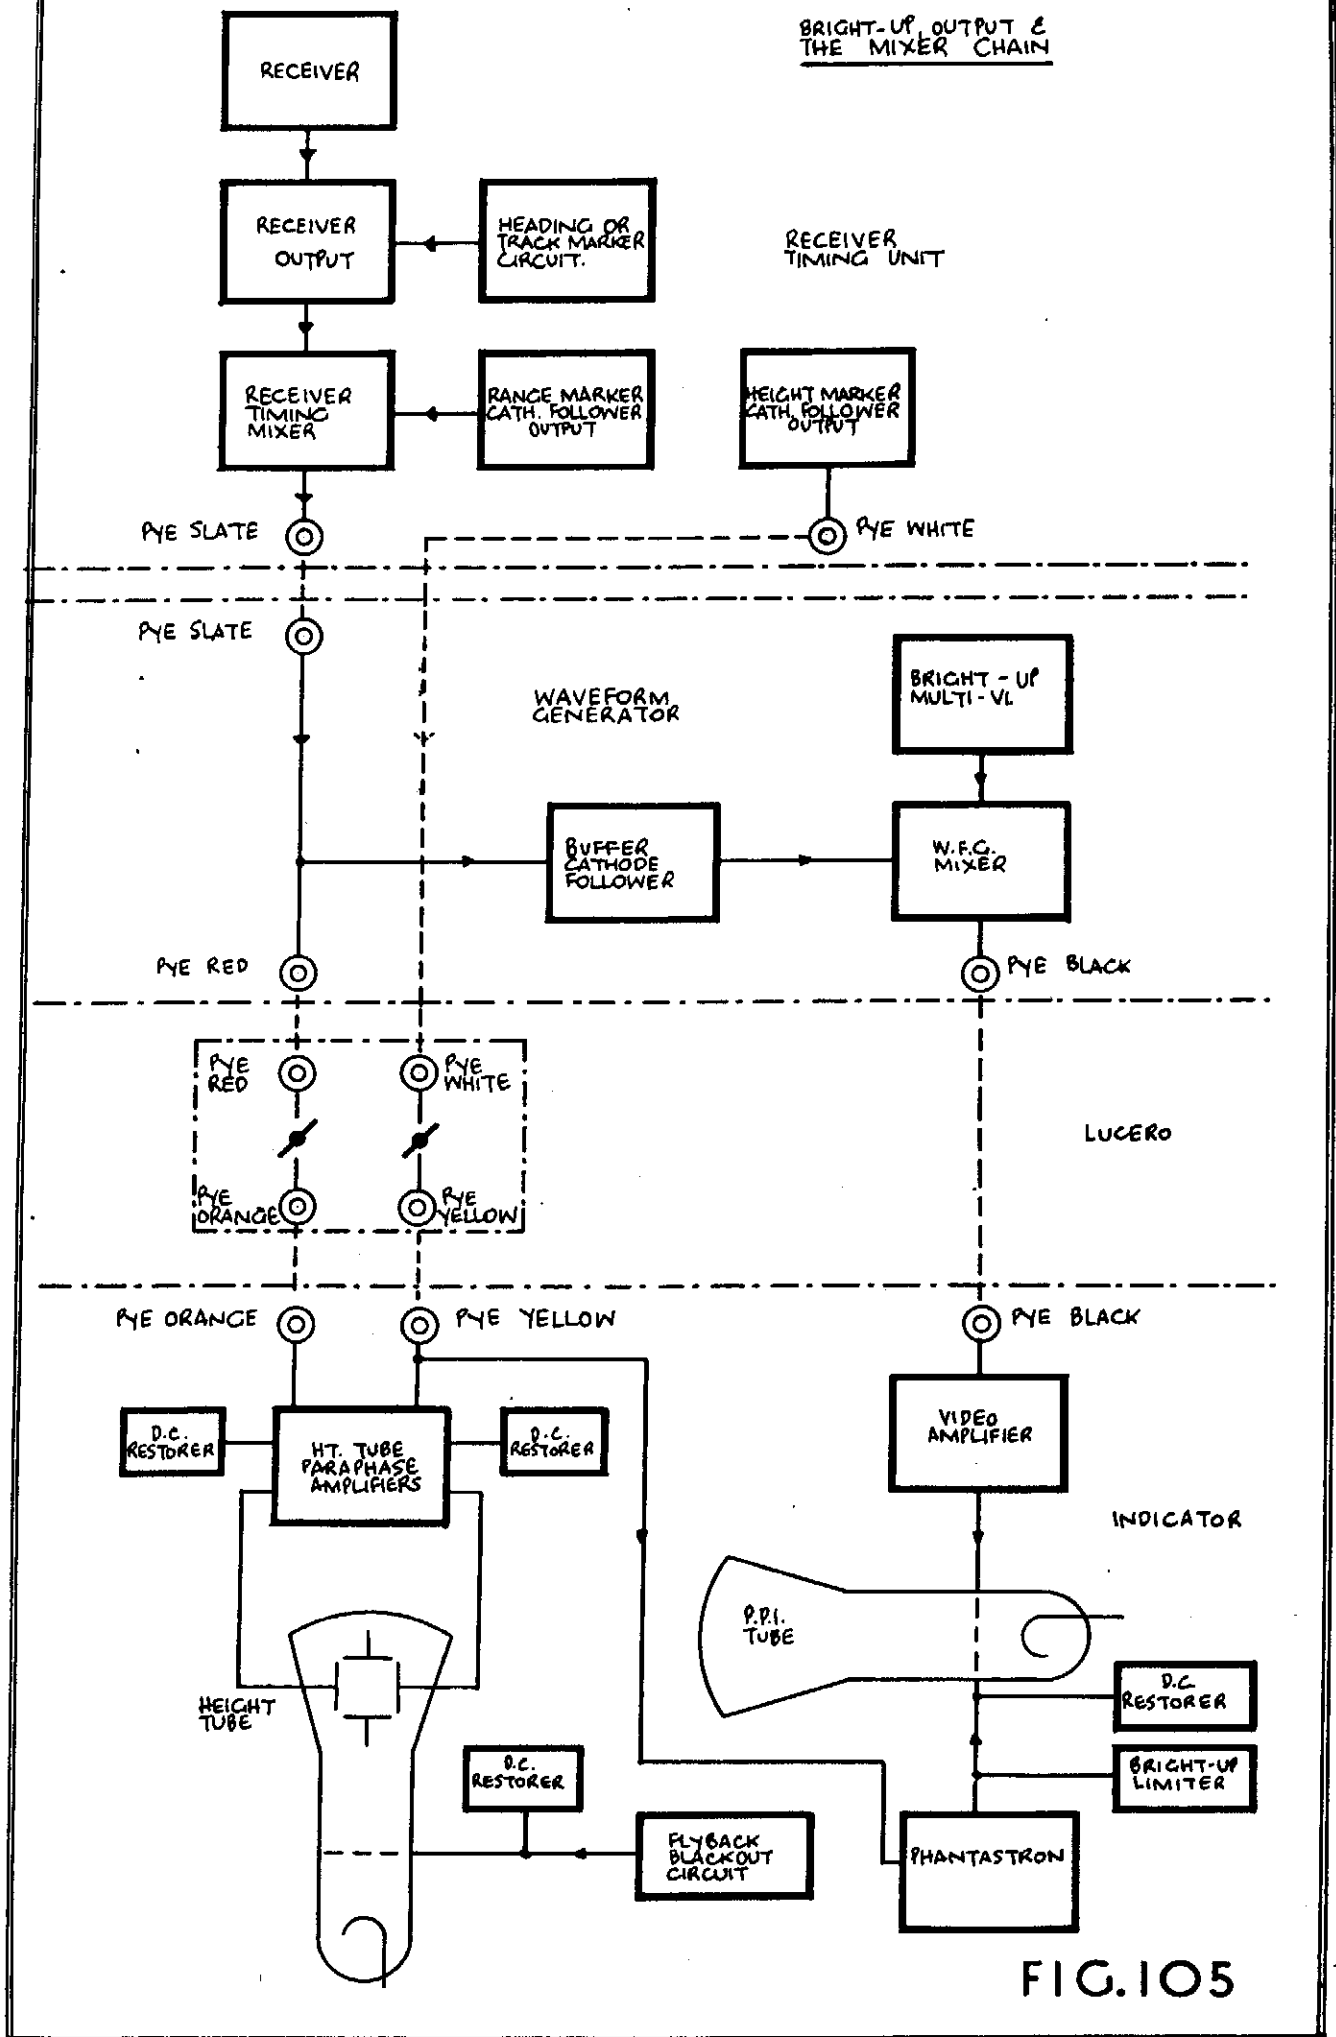 BRIGHT-UP OUTPUT &
THE MIXER CHAIN
RECEIVER
RECEIVER
OUTPUT
HEADING OR
TRACK MARKER
CIRCUIT.
RECEIVER
TIMING UNIT
RECEIVER
TIMING
MIXER
RANGE MARKER
CATH. FOLLOWER
OUTPUT
HEIGHT MARKER
CATH. FOLLOWER
OUTPUT
PYE SLATE
PYE WHITE
PYE SLATE
WAVEFORM
GENERATOR
BRIGHT-UP
MULTI-VI.
BUFFER
CATHODE
FOLLOWER
W.F.G.
MIXER
PYE RED
PYE BLACK
PYE
RED
PYE
WHITE
LUCERO
PYE
ORANGE
PYE
YELLOW
PYE ORANGE
PYE YELLOW
PYE BLACK
D.C.
RESTORER
HT. TUBE
PARAPHASE
AMPLIFIERS
D.C.
RESTORER
VIDEO
AMPLIFIER
INDICATOR
P.P.I.
TUBE
HEIGHT
TUBE
D.C
RESTORER
D.C.
RESTORER
BRIGHT-UP
LIMITER
FLYBACK
BLACKOUT
CIRCUIT
PHANTASTRON
FIG.105